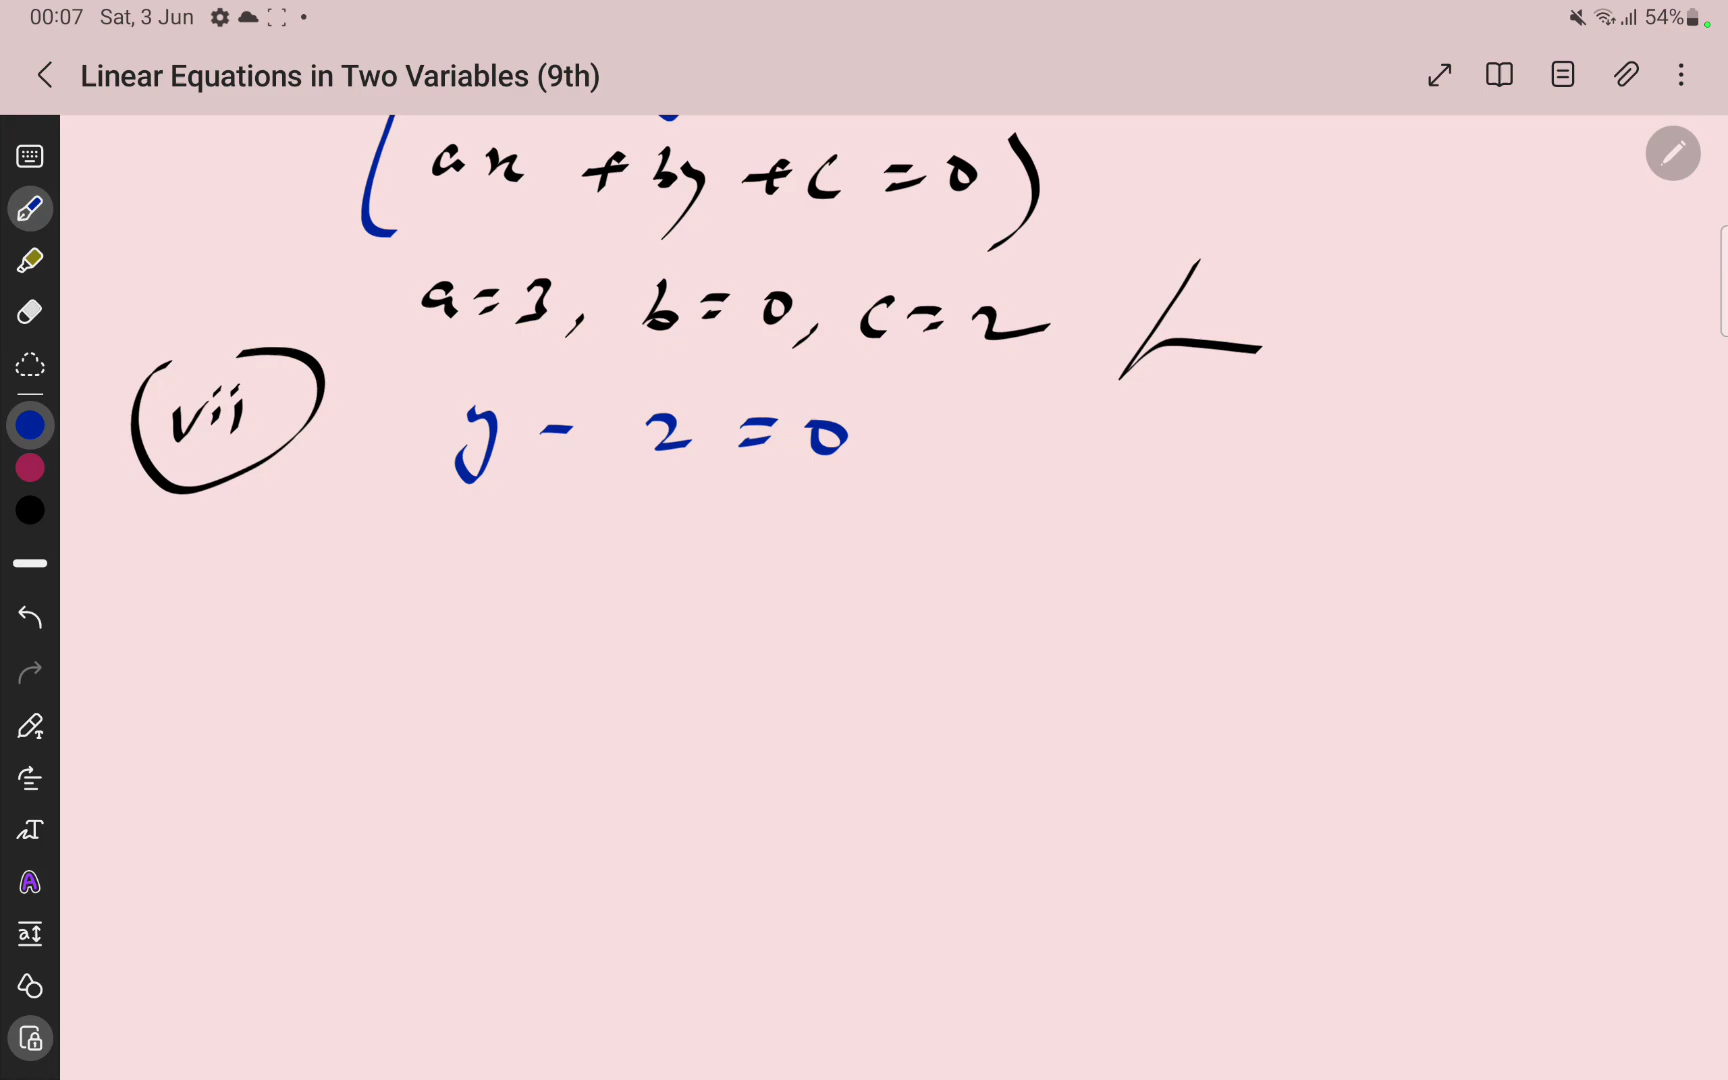 00:07 Sat, 3 Jun 54%
Linear Equations in Two Variables (9th)
(ax + by + c = 0)
a = 3, b = 0, c = 2
(vii) y - 2 = 0